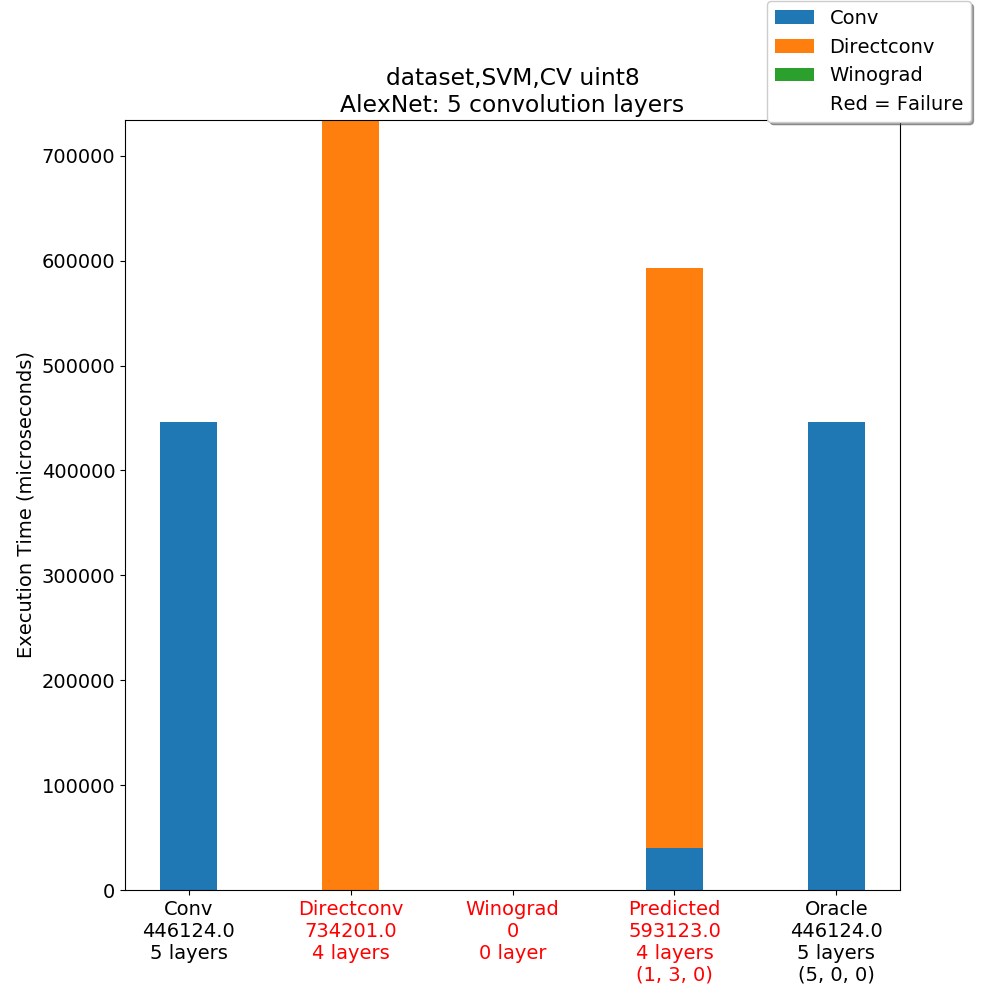 Conv
Directconv
Winograd
Red = Failure
dataset,SVM,CV uint8
AlexNet: 5 convolution layers
Execution Time (microseconds)
700000
600000
500000
400000
300000
200000
100000
0
Conv
446124.0
5 layers
Directconv
734201.0
4 layers
Winograd
0
0 layer
Predicted
593123.0
4 layers
(1, 3, 0)
Oracle
446124.0
5 layers
(5, 0, 0)